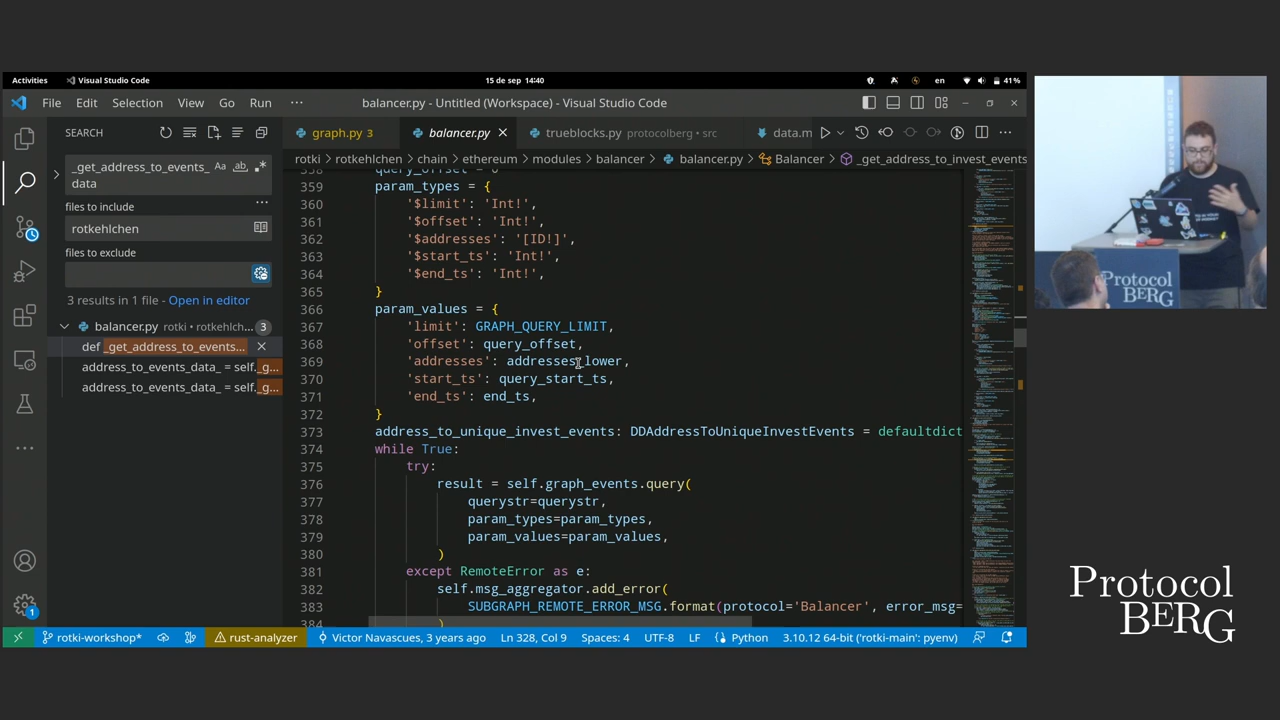 Activities
Visual Studio Code
15 de sep 14:40
en
41%
File Edit Selection View Go Run ···
balancer.py - Untitled (Workspace) - Visual Studio Code
SEARCH
graph.py 3
balancer.py
trueblocks.py protocolberg › src
data.m
rotki › rotkehlchen › chain › ethereum › modules › balancer › balancer.py › Balancer › _get_address_to_invest_events
_get_address_to_events_
data
Aa ab .*
files to include
rotkehlchen
files to exclude
3 results in 1 file - Open in editor
balancer.py rotki • rotkehlch... 3
def _get_address_to_events...
address_to_events_data_ = self._g...
address_to_events_data_ = self._g...
358 query_offset = 0
359 param_types = {
360 '$limit': 'Int!',
361 '$offset': 'Int!',
362 '$addresses': '[ID!]',
363 '$start_ts': 'Int!',
364 '$end_ts': 'Int!',
365 }
366 param_values = {
367 'limit': GRAPH_QUERY_LIMIT,
368 'offset': query_offset,
369 'addresses': addresses_lower,
370 'start_ts': query_start_ts,
371 'end_ts': end_ts,
372 }
373 address_to_unique_invest_events: DDAddressToUniqueInvestEvents = defaultdict
374 while True:
375 try:
376 result = self.graph_events.query(
377 querystr=querystr,
378 param_types=param_types,
379 param_values=param_values,
380 )
381 except RemoteError as e:
382 self.msg_aggregator.add_error(
383 SUBGRAPH_REMOTE_ERROR_MSG.format(protocol='Balancer', error_msg=
384 )
rotki-workshop*
rust-analyzer
Victor Navascues, 3 years ago
Ln 328, Col 9
Spaces: 4
UTF-8
LF
Python
3.10.12 64-bit ('rotki-main': pyenv)
1
Protocol
BERG
Protocol
BERG